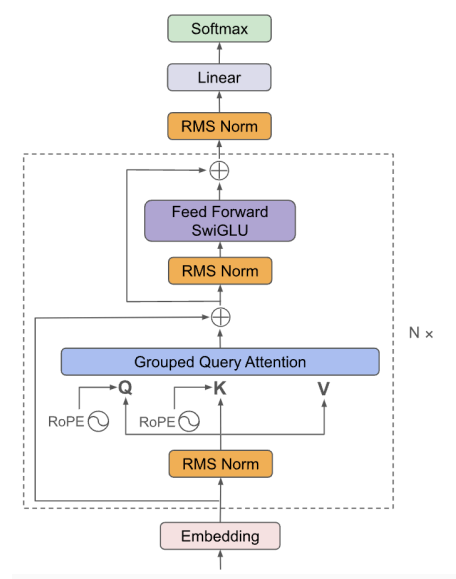 Softmax
Linear
RMS Norm
Feed Forward
SwiGLU
RMS Norm
N ×
Grouped Query Attention
Q K V
RoPE RoPE
RMS Norm
Embedding